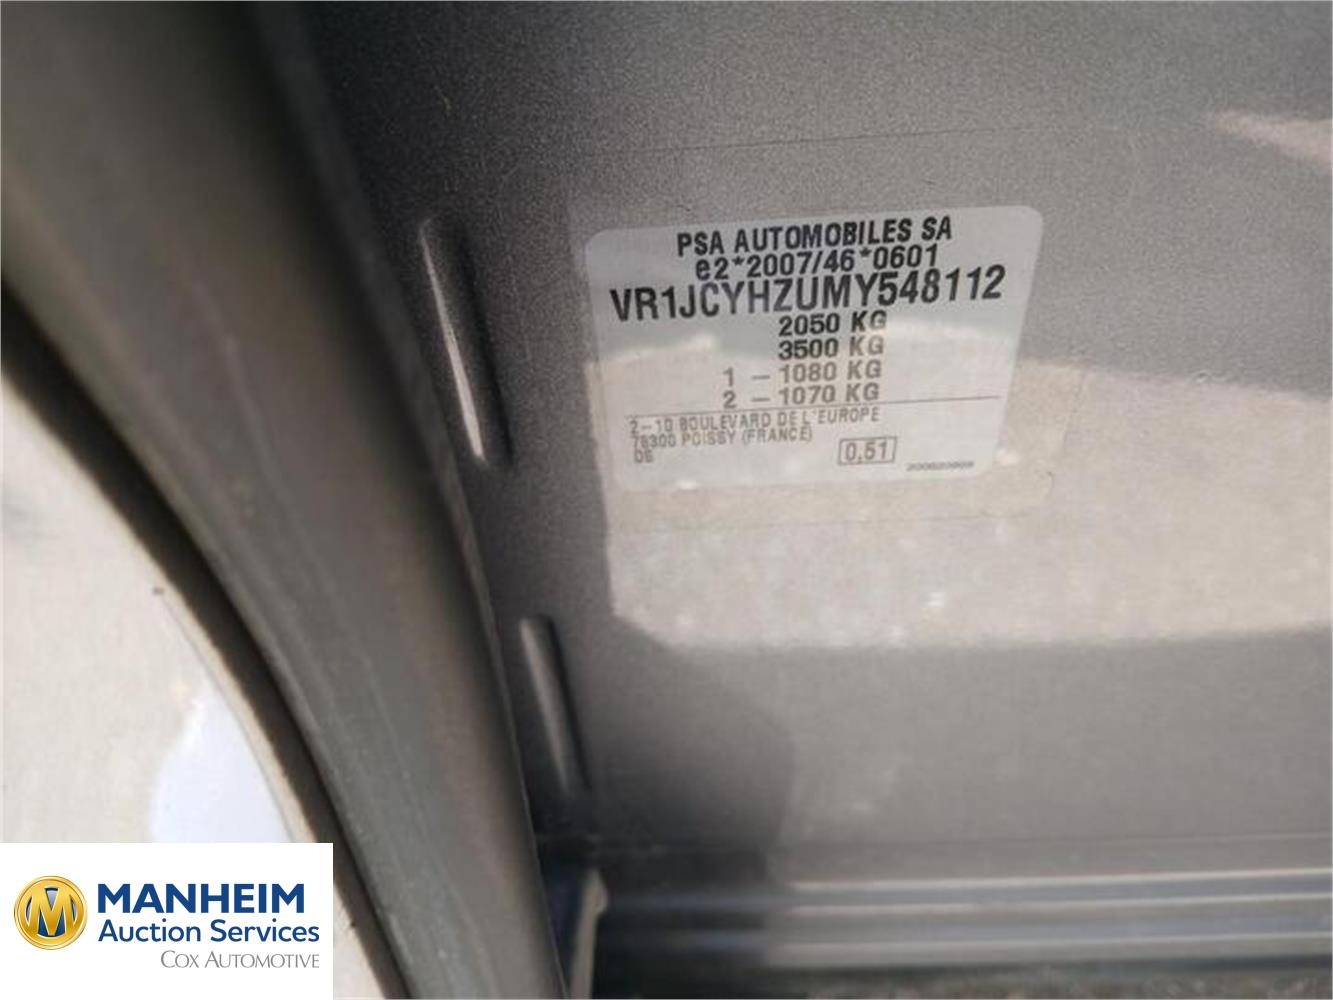 PSA AUTOMOBILES SA
e2*2007/46*0601
VR1JCYHZUMY548112
2050 KG
3500 KG
1 - 1080 KG
2 - 1070 KG
2-10 BOULEVARD DE L'EUROPE
78300 POISSY (FRANCE)
DS
0,51
MANHEIM
Auction Services
COX AUTOMOTIVE